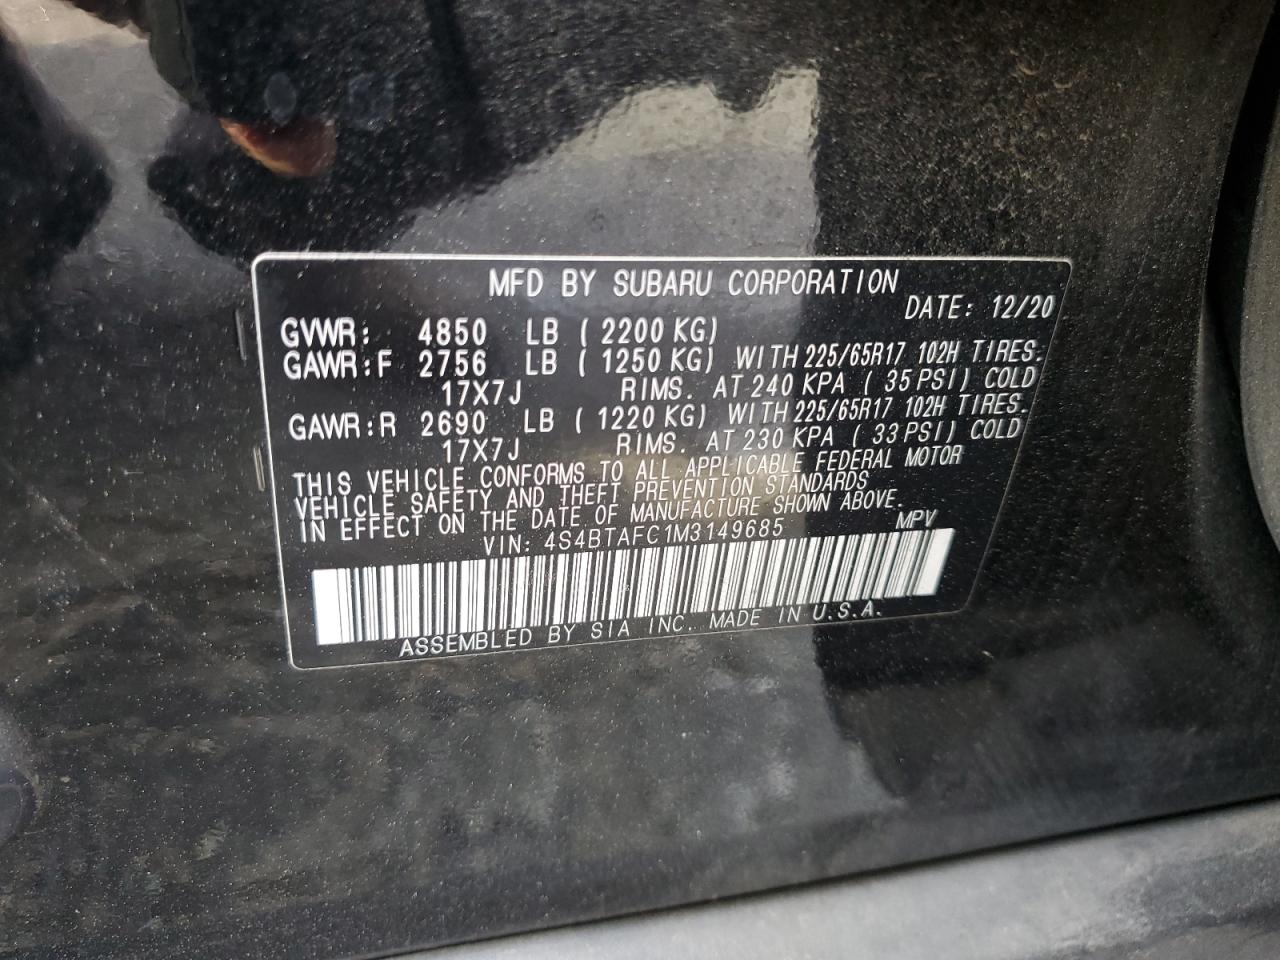 MFD BY SUBARU CORPORATION
DATE: 12/20
GVWR: 4850 LB ( 2200 KG)
GAWR:F 2756 LB ( 1250 KG) WITH 225/65R17 102H TIRES.
17X7J RIMS. AT 240 KPA ( 35 PSI) COLD
GAWR:R 2690 LB ( 1220 KG) WITH 225/65R17 102H TIRES.
17X7J RIMS. AT 230 KPA ( 33 PSI) COLD
THIS VEHICLE CONFORMS TO ALL APPLICABLE FEDERAL MOTOR
VEHICLE SAFETY AND THEFT PREVENTION STANDARDS
IN EFFECT ON THE DATE OF MANUFACTURE SHOWN ABOVE.
VIN: 4S4BTAFC1M3149685 MPV
ASSEMBLED BY SIA INC. MADE IN U.S.A.